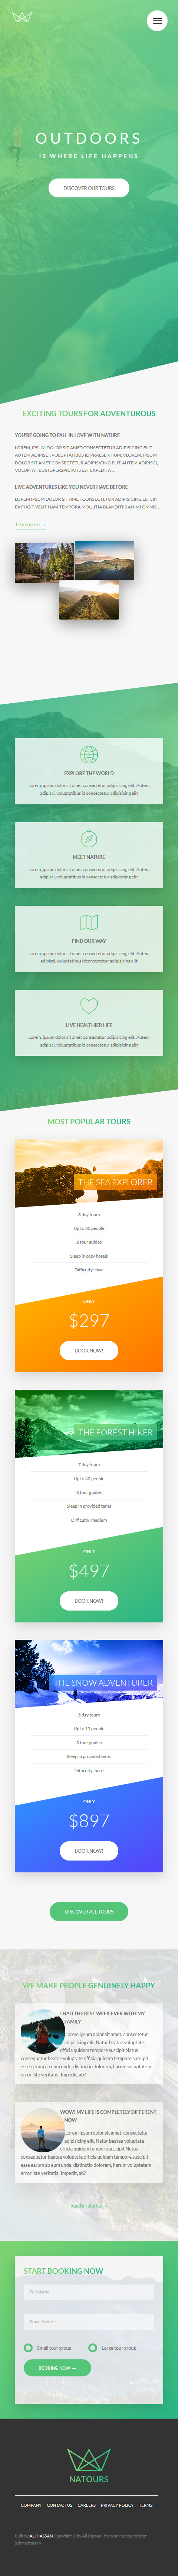 OUTDOORS
IS WHERE LIFE HAPPENS
DISCOVER OUR TOURS
EXCITING TOURS FOR ADVENTUROUS
YOU'RE GOING TO FALL IN LOVE WITH NATURE
LOREM, IPSUM DOLOR SIT AMET CONSECTETUR ADIPISICING ELIT.
AUTEM ADIPISCI, VOLUPTATIBUS ID PRAESENTIUM, VLOREM, IPSUM
DOLOR SIT AMET CONSECTETUR ADIPISICING ELIT. AUTEM ADIPISCI,
LIVE ADVENTURES LIKE YOU NEVER HAVE BEFORE
LOREM IPSUM DOLOR SIT AMET CONSECTETUR ADIPISICING ELIT. IN
EX FUGIT VELIT NAM TEMPORA MOLLITIA BLANDITIIS ANIMI OMNIS ...
Learn more →
EXPLORE THE WORLD
Lorem, ipsum dolor sit amet consectetur adipisicing elit. Autem
adipisci, voluptatibus id consectetur adipisicing elit
MEET NATURE
Lorem, ipsum dolor sit amet consectetur adipisicing elit. Autem
adipisci, voluptatibus id consectetur adipisicing elit
FIND OUR WAY
Lorem, ipsum dolor sit amet consectetur adipisicing elit. Autem
adipisci, voluptatibus idconsectetur adipisicing elit
LIVE HEALTHIER LIFE
Lorem, ipsum dolor sit amet consectetur adipisicing elit. Autem
adipisci, voluptatibus id consectetur adipisicing elit
MOST POPULAR TOURS
THE SEA EXPLORER
3 day tours
Up to 30 people
2 tour guides
Sleep in cozy hotels
Difficulty: ease
ONLY
$297
BOOK NOW!
THE FOREST HIKER
7 day tours
Up to 40 people
6 tour guides
Sleep in provided tents
Difficulty: medium
ONLY
$497
BOOK NOW!
THE SNOW ADVENTURER
5 day tours
Up to 15 people
3 tour guides
Sleep in provided tents
Difficulty: hard
ONLY
$897
BOOK NOW!
DISCOVER ALL TOURS
WE MAKE PEOPLE GENUINELY HAPPY
I HAD THE BEST WEEK EVER WITH MY
FAMILY
Lorem ipsum dolor sit amet, consectetur
adipisicing elit. Natur beatae voluptate
officia quidem tempore suscipit Natus
consequatur beatae voluptate officia quidem tempore suscipit quos
earum ab eum optio unde, distinctio dolorem, harum voluptatem
error iste veritatis! Impedit, ab?
WOW! MY LIFE IS COMPLETELY DIFFERENT
NOW
Lorem ipsum dolor sit amet, consectetur
adipisicing elit. Natur beatae voluptate
officia quidem tempore suscipit Natus
consequatur beatae voluptate officia quidem tempore suscipit quos
earum ab eum optio unde, distinctio dolorem, harum voluptatem
error iste veritatis! Impedit, ab?
Read all stories →
START BOOKING NOW
Full Name
Email Address
Small tour group
Large tour group
BOOKING NOW →
NATOURS
COMPANY CONTACT US CAREERS PRIVACY POLICY TERMS
Built by ALI HASSAN Copyright © by Ali Hassan - from online course from